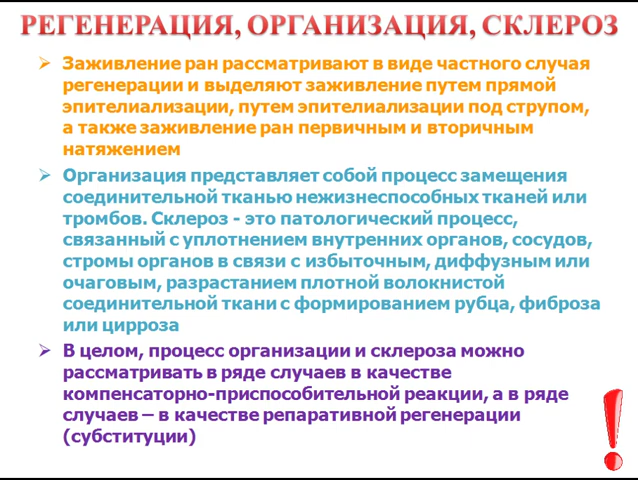 РЕГЕНЕРАЦИЯ, ОРГАНИЗАЦИЯ, СКЛЕРОЗ
Заживление ран рассматривают в виде частного случая
регенерации и выделяют заживление путем прямой
эпителиализации, путем эпителиализации под струпом,
а также заживление ран первичным и вторичным
натяжением
Организация представляет собой процесс замещения
соединительной тканью нежизнеспособных тканей или
тромбов. Склероз - это патологический процесс,
связанный с уплотнением внутренних органов, сосудов,
стромы органов в связи с избыточным, диффузным или
очаговым, разрастанием плотной волокнистой
соединительной ткани с формированием рубца, фиброза
или цирроза
В целом, процесс организации и склероза можно
рассматривать в ряде случаев в качестве
компенсаторно-приспособительной реакции, а в ряде
случаев – в качестве репаративной регенерации
(субституции)